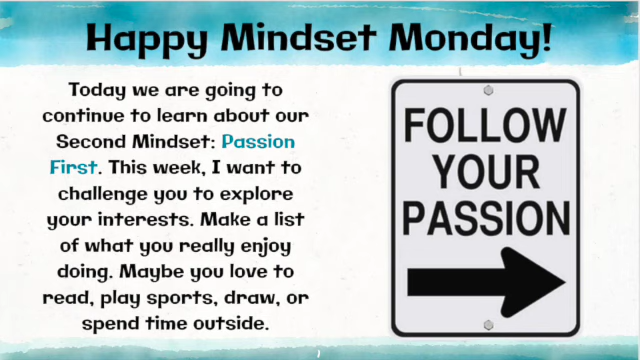 Happy Mindset Monday!
Today we are going to
continue to learn about our
Second Mindset: Passion
First. This week, I want to
challenge you to explore
your interests. Make a list
of what you really enjoy
doing. Maybe you love to
read, play sports, draw, or
spend time outside.
FOLLOW
YOUR
PASSION